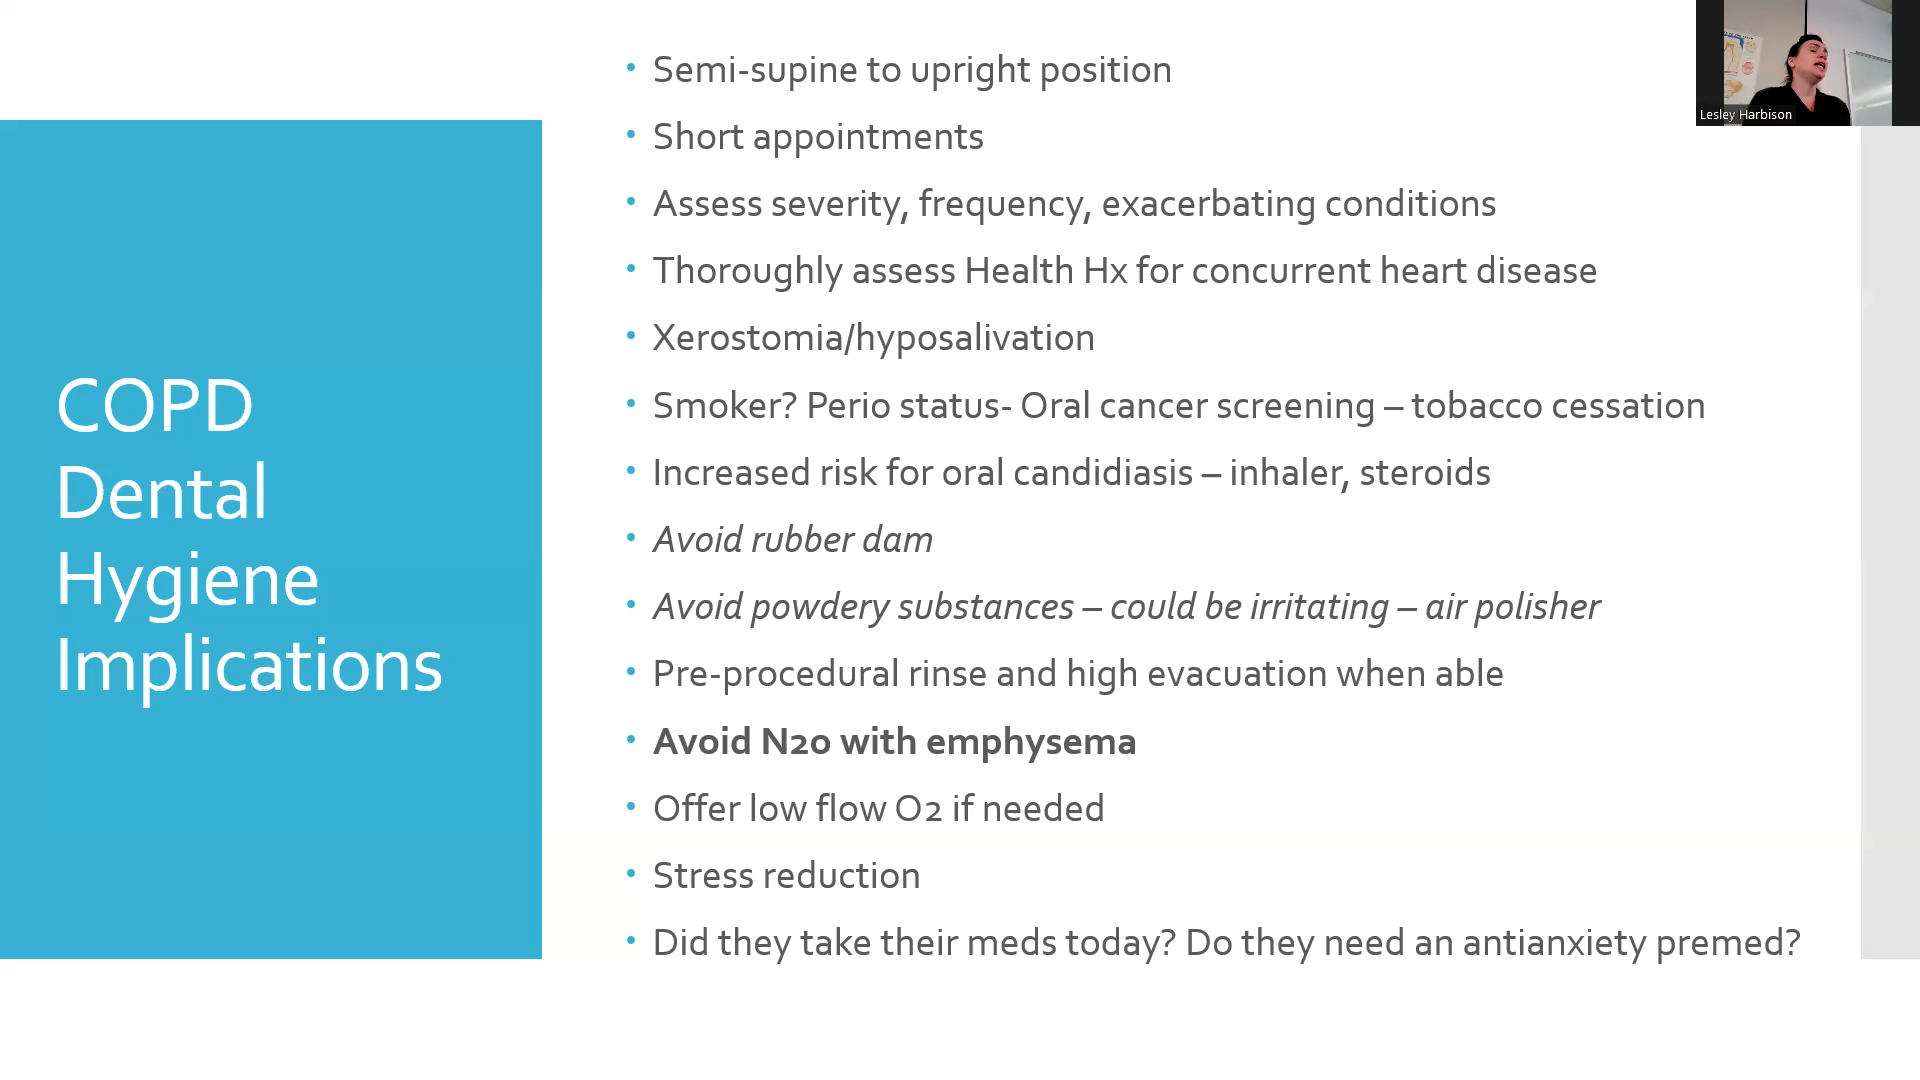 COPD
Dental
Hygiene
Implications
• Semi-supine to upright position
• Short appointments
• Assess severity, frequency, exacerbating conditions
• Thoroughly assess Health Hx for concurrent heart disease
• Xerostomia/hyposalivation
• Smoker? Perio status- Oral cancer screening – tobacco cessation
• Increased risk for oral candidiasis – inhaler, steroids
• Avoid rubber dam
• Avoid powdery substances – could be irritating – air polisher
• Pre-procedural rinse and high evacuation when able
• Avoid N20 with emphysema
• Offer low flow O2 if needed
• Stress reduction
• Did they take their meds today? Do they need an antianxiety premed?
Lesley Harbison